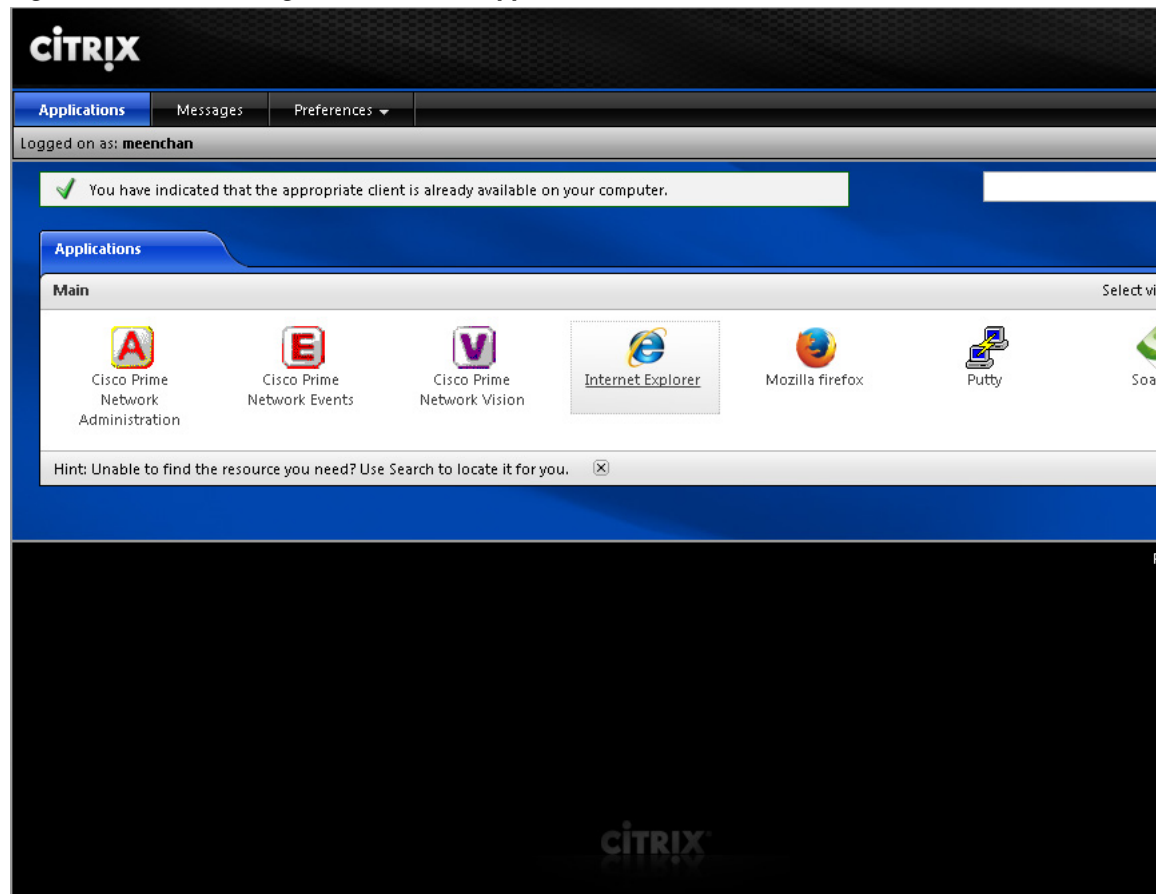 CITRIX
Applications Messages Preferences
Logged on as: meenchan
You have indicated that the appropriate client is already available on your computer.
Applications
Main Select vi
A E V
Cisco Prime Network Administration
Cisco Prime Network Events
Cisco Prime Network Vision
Internet Explorer
Mozilla firefox
Putty
Soa
Hint: Unable to find the resource you need? Use Search to locate it for you.
CITRIX